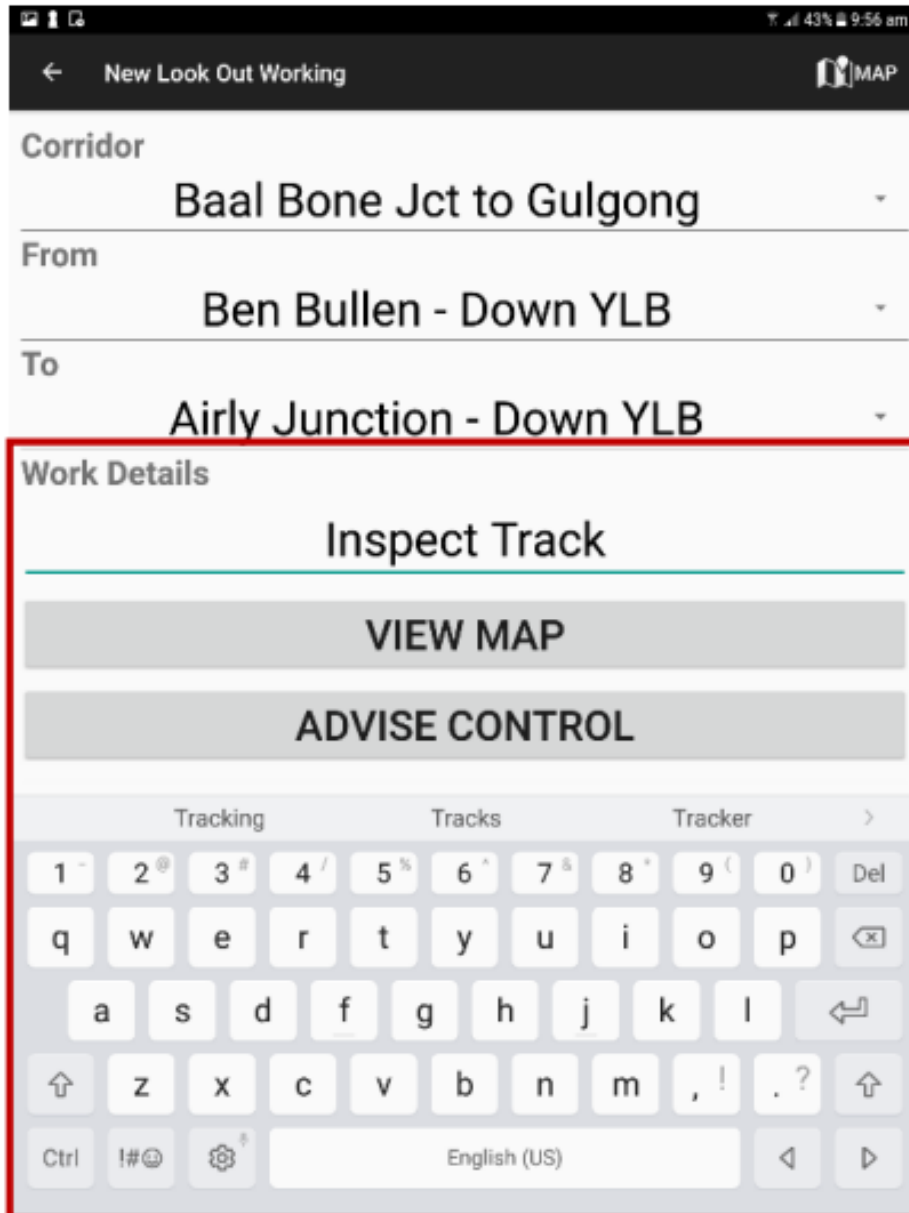 43% 9:56 am
New Look Out Working MAP
Corridor
Baal Bone Jct to Gulgong
From
Ben Bullen - Down YLB
To
Airly Junction - Down YLB
Work Details
Inspect Track
VIEW MAP
ADVISE CONTROL
Tracking Tracks Tracker >
1 - 2 @ 3 # 4 / 5 % 6 ^ 7 & 8 * 9 ( 0 ) Del
q w e r t y u i o p
a s d f g h j k l
z x c v b n m , ! . ?
Ctrl !#☺ English (US)